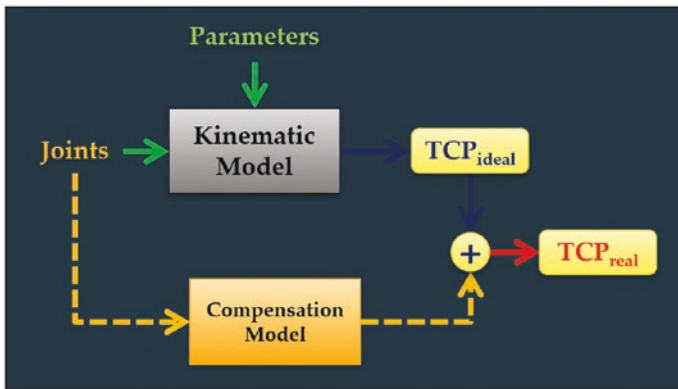 Parameters
Joints
Kinematic
Model
TCPideal
+
TCPreal
Compensation
Model